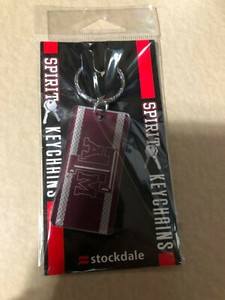 SPIRIT
KEYCHAINS
ATM
SPIRIT
KEYCHAINS
stockdale